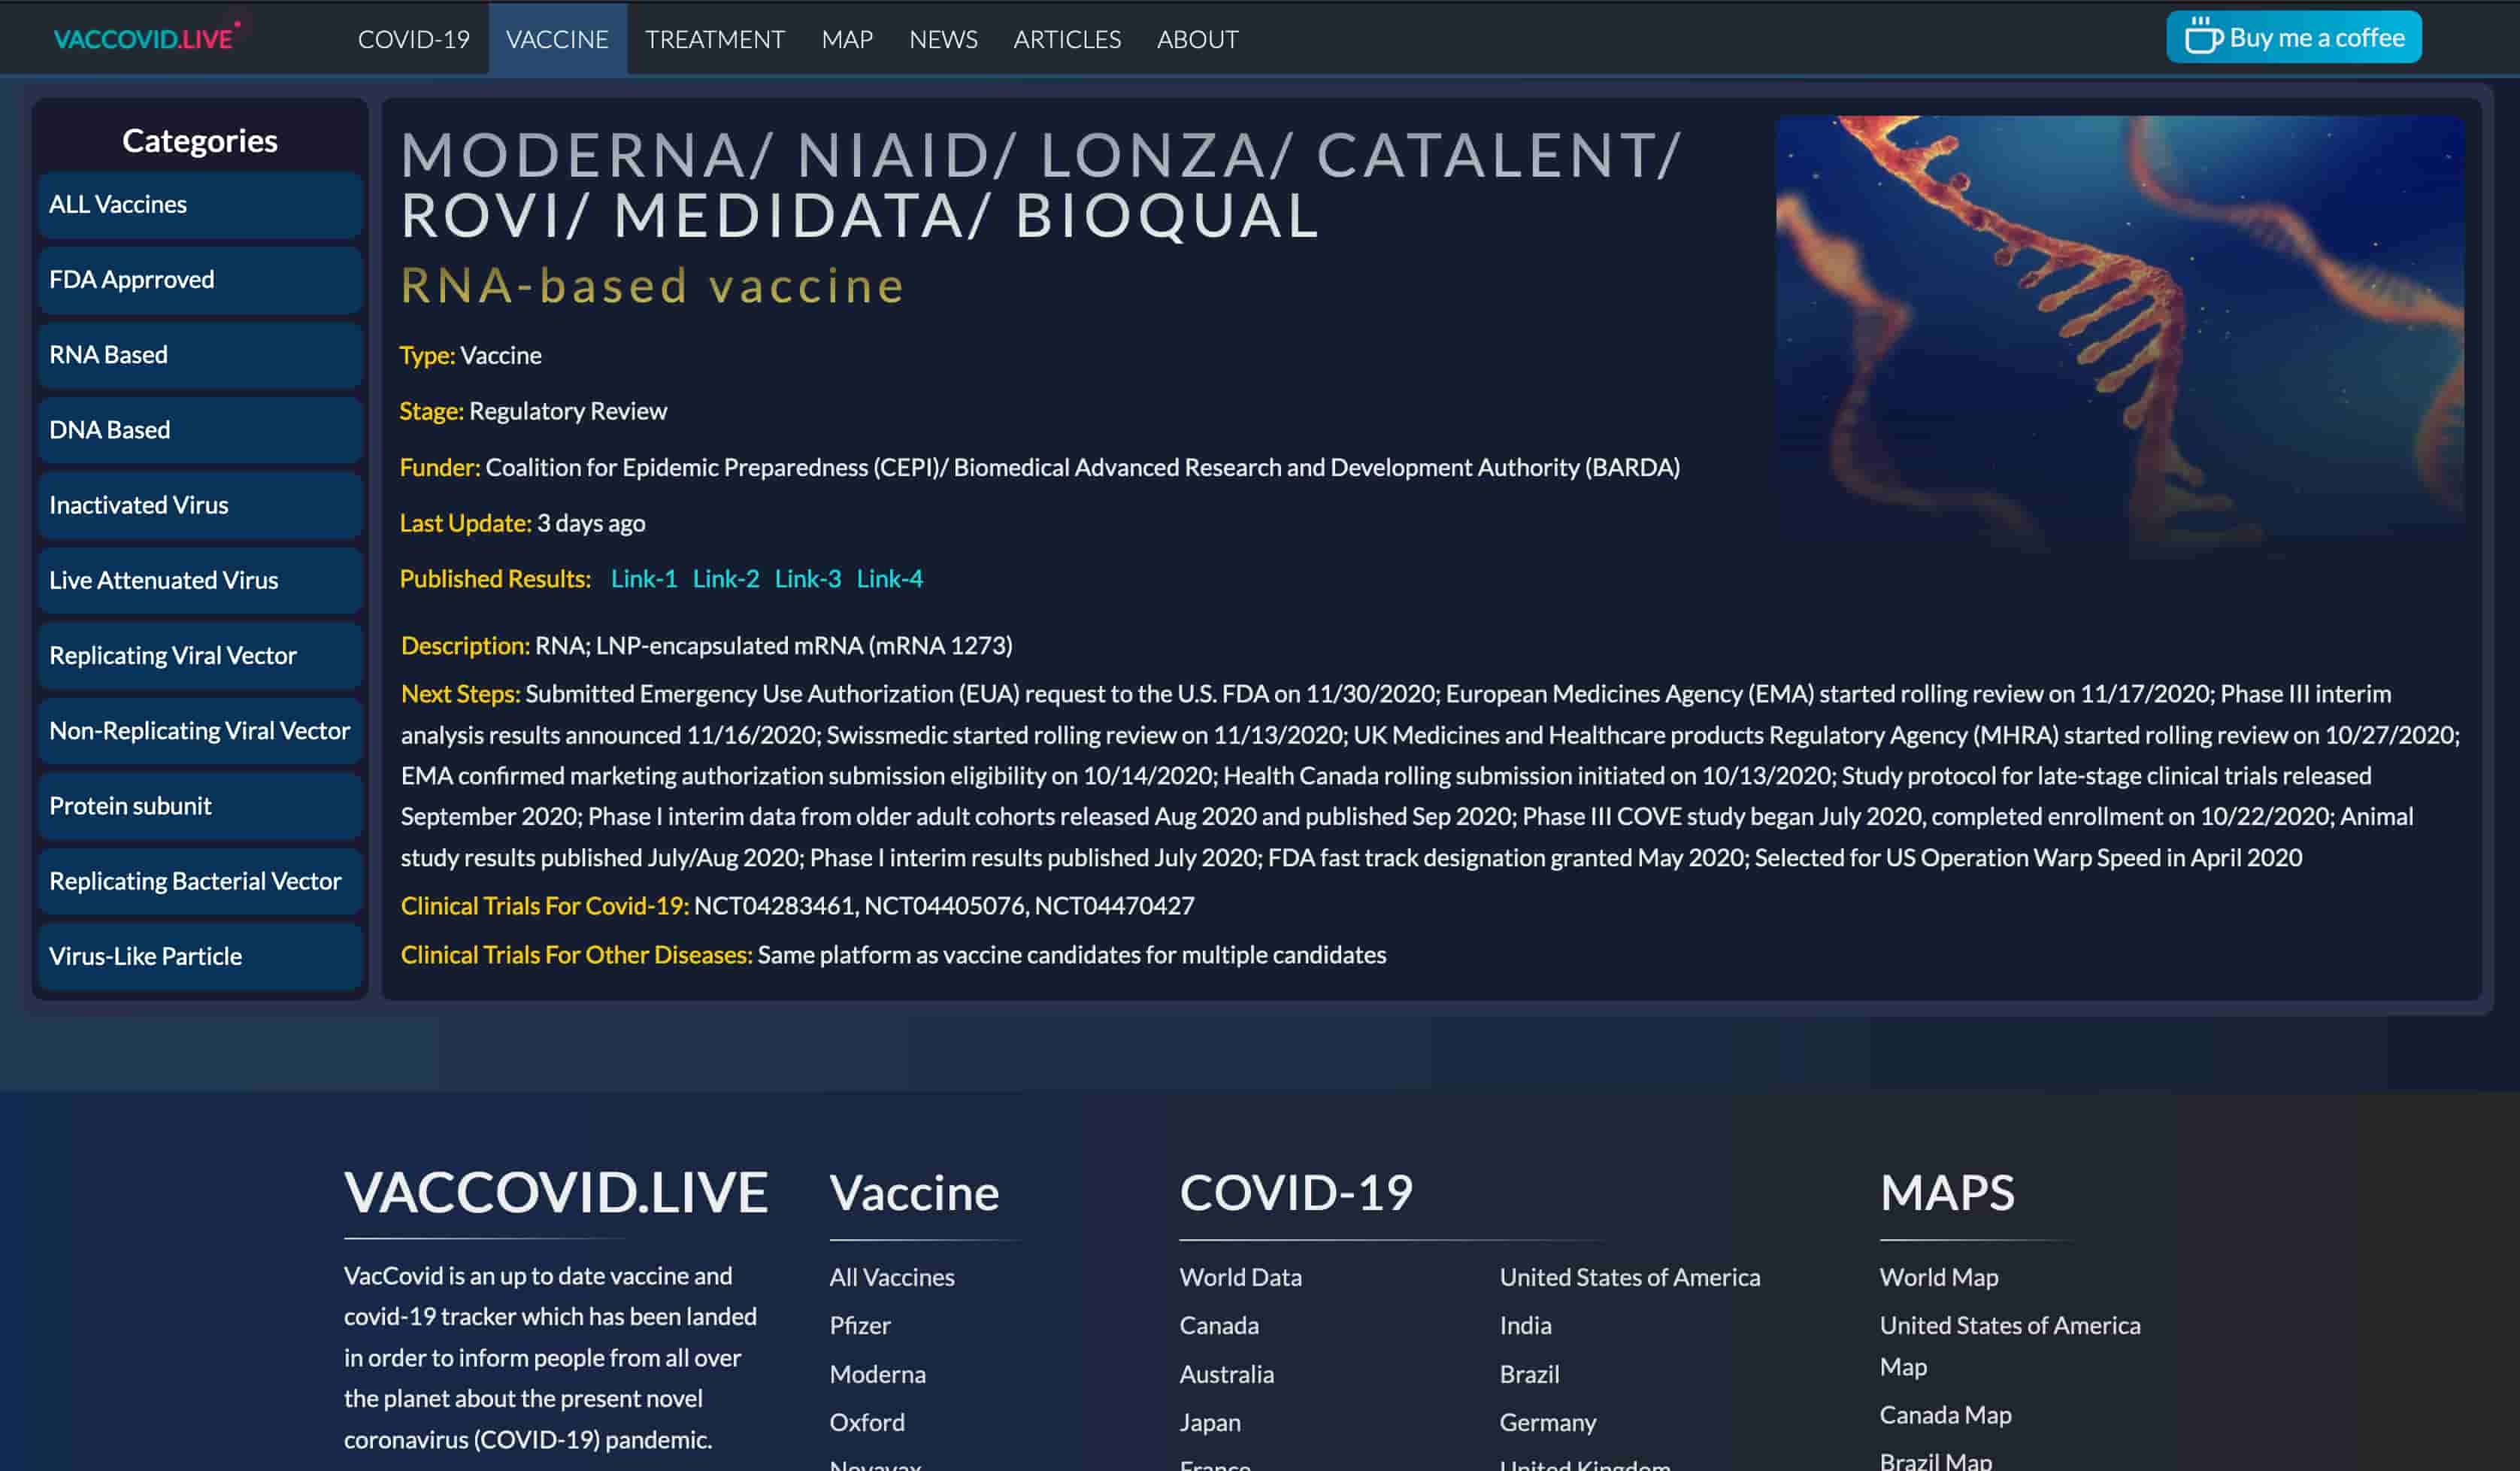 VACCOVID.LIVE
COVID-19
VACCINE
TREATMENT
MAP
NEWS
ARTICLES
ABOUT
Buy me a coffee
Categories
ALL Vaccines
FDA Apprroved
RNA Based
DNA Based
Inactivated Virus
Live Attenuated Virus
Replicating Viral Vector
Non-Replicating Viral Vector
Protein subunit
Replicating Bacterial Vector
Virus-Like Particle
MODERNA/ NIAID/ LONZA/ CATALENT/
ROVI/ MEDIDATA/ BIOQUAL
RNA-based vaccine
Type: Vaccine
Stage: Regulatory Review
Funder: Coalition for Epidemic Preparedness (CEPI)/ Biomedical Advanced Research and Development Authority (BARDA)
Last Update: 3 days ago
Published Results: Link-1 Link-2 Link-3 Link-4
Description: RNA; LNP-encapsulated mRNA (mRNA 1273)
Next Steps: Submitted Emergency Use Authorization (EUA) request to the U.S. FDA on 11/30/2020; European Medicines Agency (EMA) started rolling review on 11/17/2020; Phase III interim
analysis results announced 11/16/2020; Swissmedic started rolling review on 11/13/2020; UK Medicines and Healthcare products Regulatory Agency (MHRA) started rolling review on 10/27/2020;
EMA confirmed marketing authorization submission eligibility on 10/14/2020; Health Canada rolling submission initiated on 10/13/2020; Study protocol for late-stage clinical trials released
September 2020; Phase I interim data from older adult cohorts released Aug 2020 and published Sep 2020; Phase III COVE study began July 2020, completed enrollment on 10/22/2020; Animal
study results published July/Aug 2020; Phase I interim results published July 2020; FDA fast track designation granted May 2020; Selected for US Operation Warp Speed in April 2020
Clinical Trials For Covid-19: NCT04283461, NCT04405076, NCT04470427
Clinical Trials For Other Diseases: Same platform as vaccine candidates for multiple candidates
VACCOVID.LIVE
VacCovid is an up to date vaccine and
covid-19 tracker which has been landed
in order to inform people from all over
the planet about the present novel
coronavirus (COVID-19) pandemic.
Vaccine
All Vaccines
Pfizer
Moderna
Oxford
Novavax
COVID-19
World Data
Canada
Australia
Japan
France
United States of America
India
Brazil
Germany
United Kingdom
MAPS
World Map
United States of America
Map
Canada Map
Brazil Map